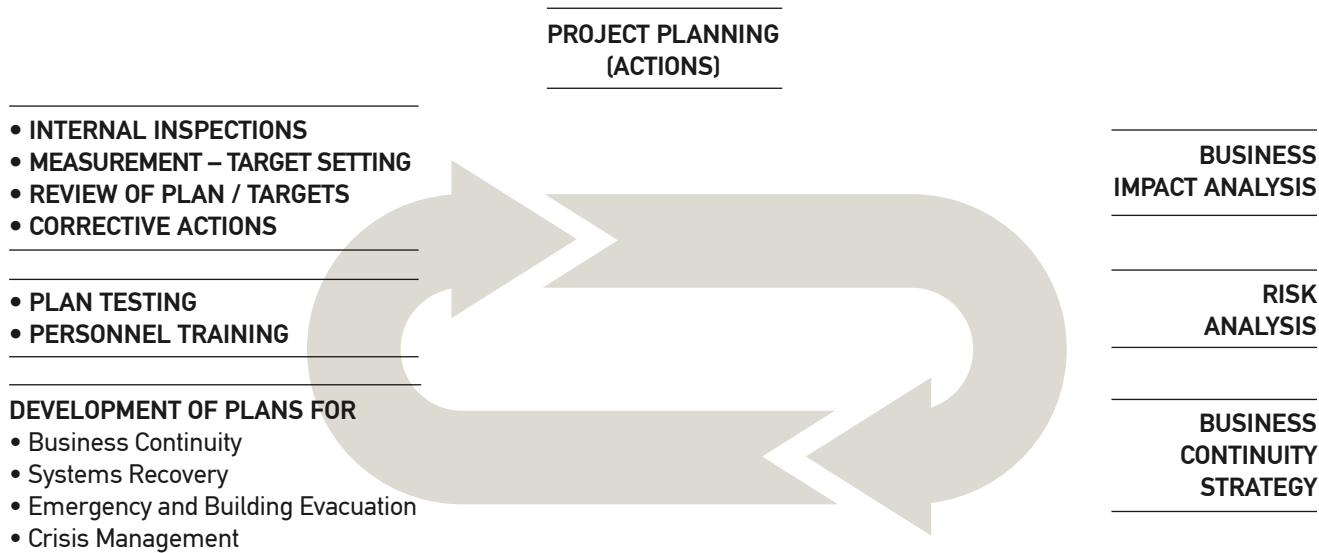 PROJECT PLANNING
(ACTIONS)
• INTERNAL INSPECTIONS
• MEASUREMENT – TARGET SETTING
• REVIEW OF PLAN / TARGETS
• CORRECTIVE ACTIONS
• PLAN TESTING
• PERSONNEL TRAINING
DEVELOPMENT OF PLANS FOR
• Business Continuity
• Systems Recovery
• Emergency and Building Evacuation
• Crisis Management
BUSINESS
IMPACT ANALYSIS
RISK
ANALYSIS
BUSINESS
CONTINUITY
STRATEGY